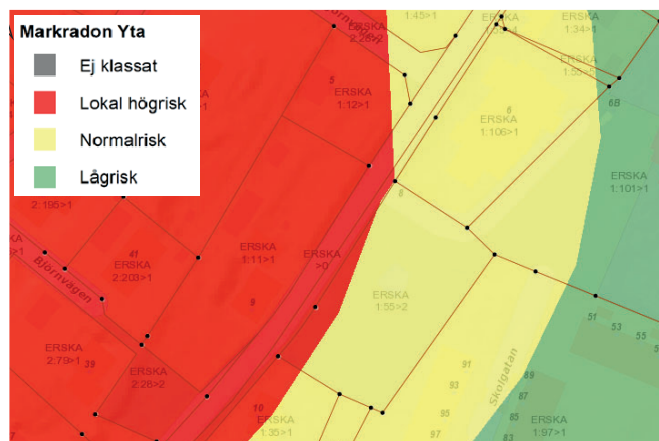 Markradon Yta
Ej klassat
Lokal högrisk
Normalrisk
Lågrisk
1:45>1
1:34>1
5
ERSKA
1:12>1
6
ERSKA
1:106>1
6B
ERSKA
1:101>1
2:195>1
6
41
ERSKA
2:203>1
Björnvägen
ERSKA
1:11>1
ERSKA
>0
9
ERSKA
1:55>2
ERSKA
2:79>1
39
ERSKA
2:28>2
10
ERSKA
1:35>1
51
53
55
91
93
95
97
Skolgatan
89
87
85
83
ERSKA
1:97>1